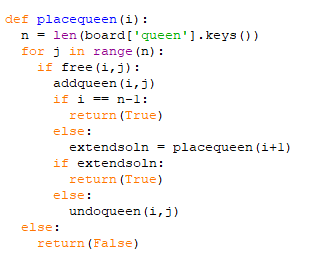 def placequeen(i):
  n = len(board['queen'].keys())
  for j in range(n):
    if free(i,j):
      addqueen(i,j)
      if i == n-1:
        return(True)
      else:
        extendsoln = placequeen(i+1)
      if extendsoln:
        return(True)
      else:
        undoqueen(i,j)
  else:
    return(False)